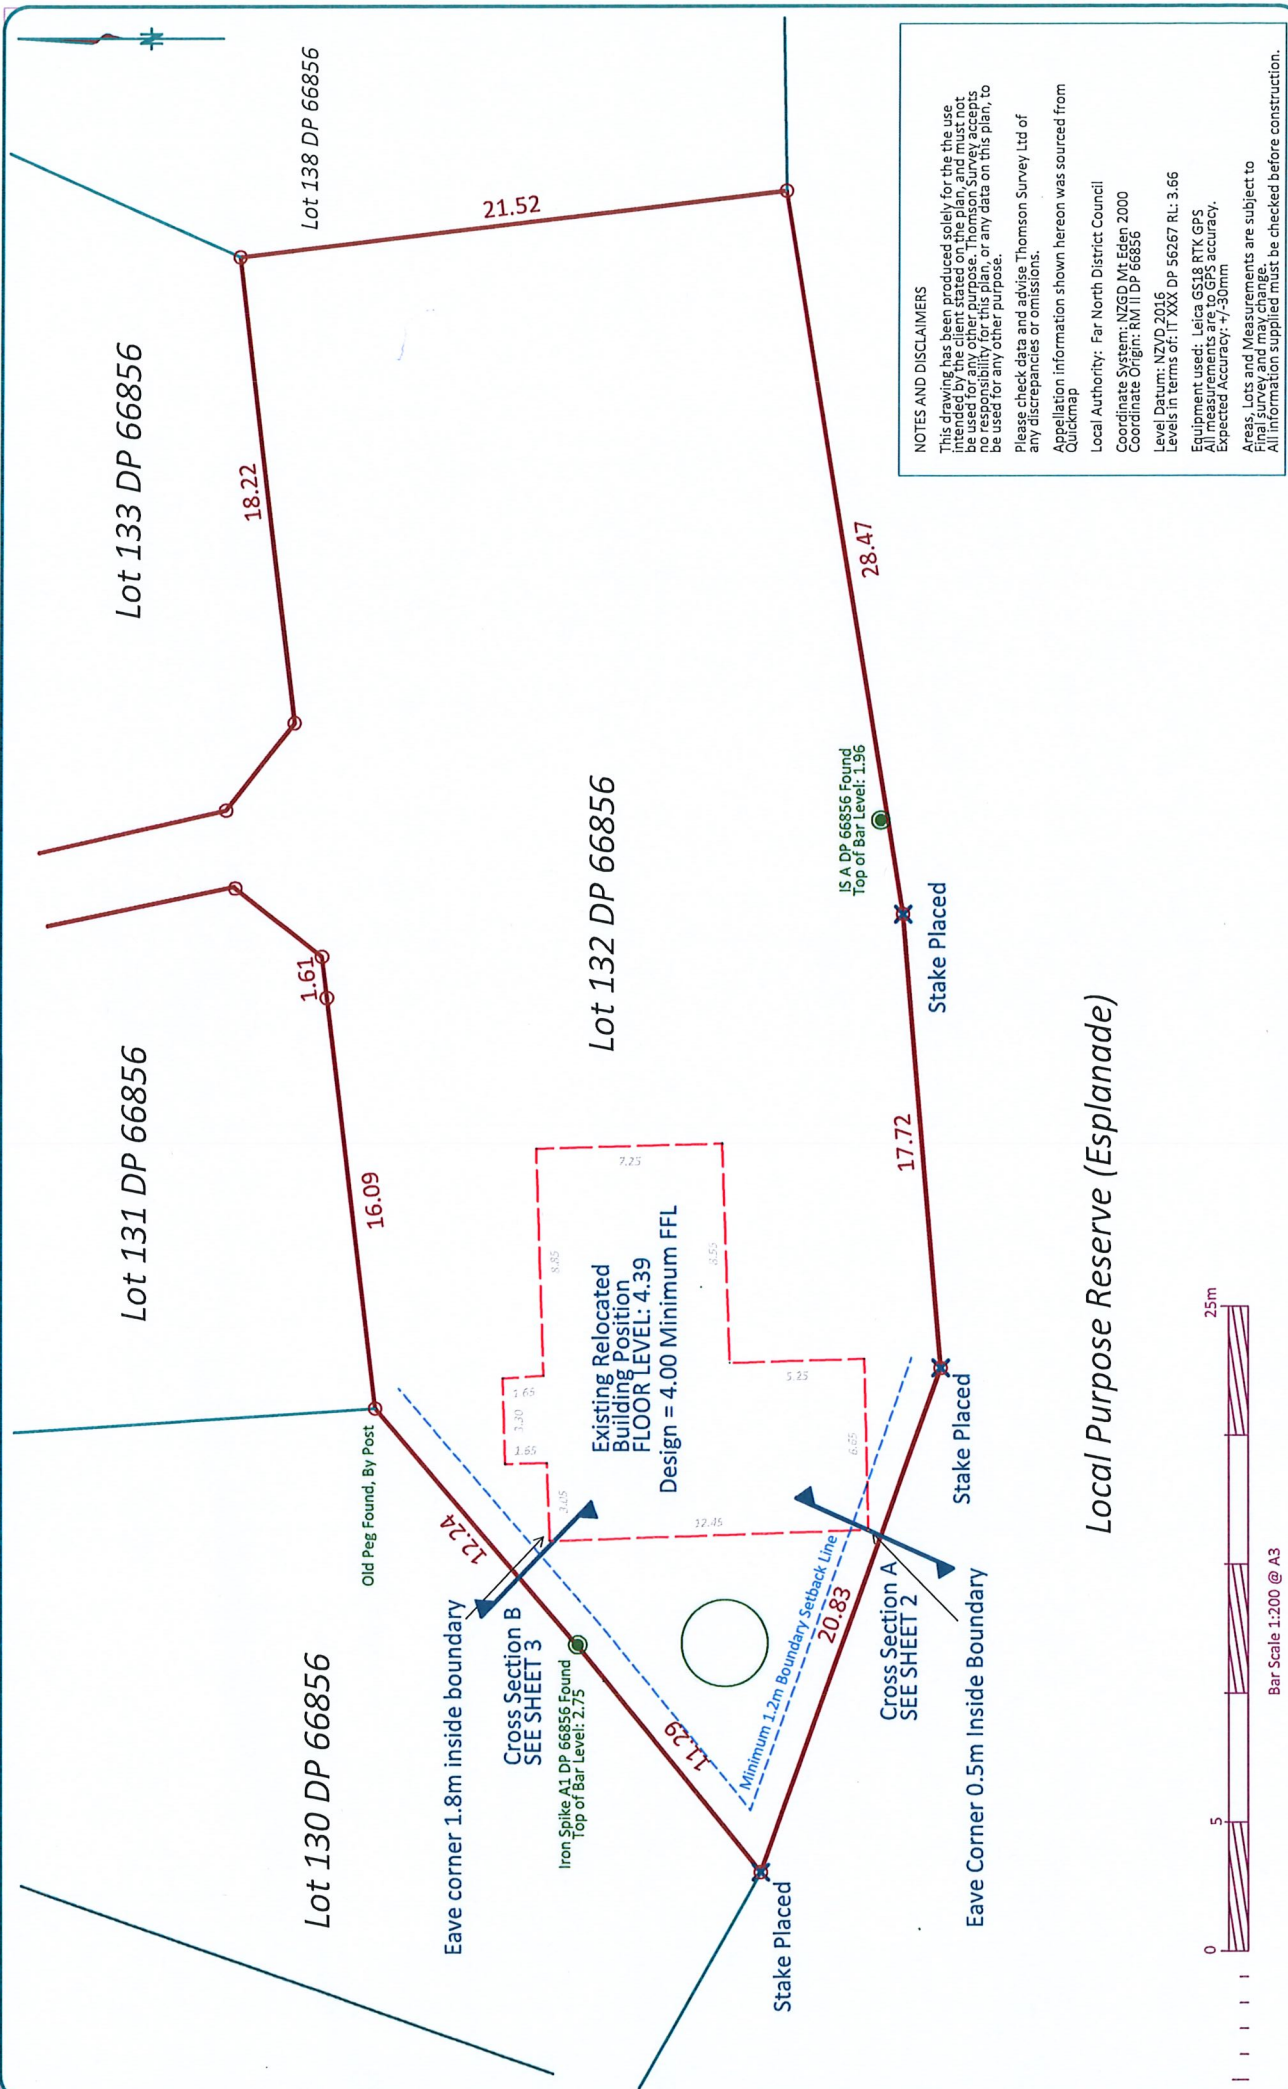 Lot 130 DP 66856
Lot 131 DP 66856
Lot 133 DP 66856
Lot 138 DP 66856
N
Old Peg Found, By Post
16.09
1.61
18.22
21.52
12.24
11.29
Eave corner 1.8m inside boundary
Cross Section B
SEE SHEET 3
Iron Spike A1 DP 66856 Found
Top of Bar Level: 2.75
1.65
3.30
1.65
3.05
8.85
7.25
8.55
5.25
6.65
12.45
Existing Relocated
Building Position
FLOOR LEVEL: 4.39
Design = 4.00 Minimum FFL
Lot 132 DP 66856
Minimum 1.2m Boundary Setback Line
20.83
17.72
28.47
IS A DP 66856 Found
Top of Bar Level: 1.96
Stake Placed
Stake Placed
Stake Placed
Cross Section A
SEE SHEET 2
Eave Corner 0.5m Inside Boundary
Local Purpose Reserve (Esplanade)
0
5
25m
Bar Scale 1:200 @ A3
NOTES AND DISCLAIMERS
This drawing has been produced solely for the the use
intended by the client stated on the plan, and must not
be used for any other purpose. Thomson Survey accepts
no responsibility for this plan, or any data on this plan, to
be used for any other purpose.
Please check data and advise Thomson Survey Ltd of
any discrepancies or omissions.
Appellation information shown hereon was sourced from
Quickmap
Local Authority: Far North District Council
Coordinate System: NZGD Mt Eden 2000
Coordinate Origin: RM II DP 66856
Level Datum: NZVD 2016
Levels in terms of: IT XXX DP 56267 RL: 3.66
Equipment used: Leica GS18 RTK GPS
All measurements are to GPS accuracy.
Expected Accuracy: +/-30mm
Areas, Lots and Measurements are subject to
Final survey and may change.
All information supplied must be checked before construction.